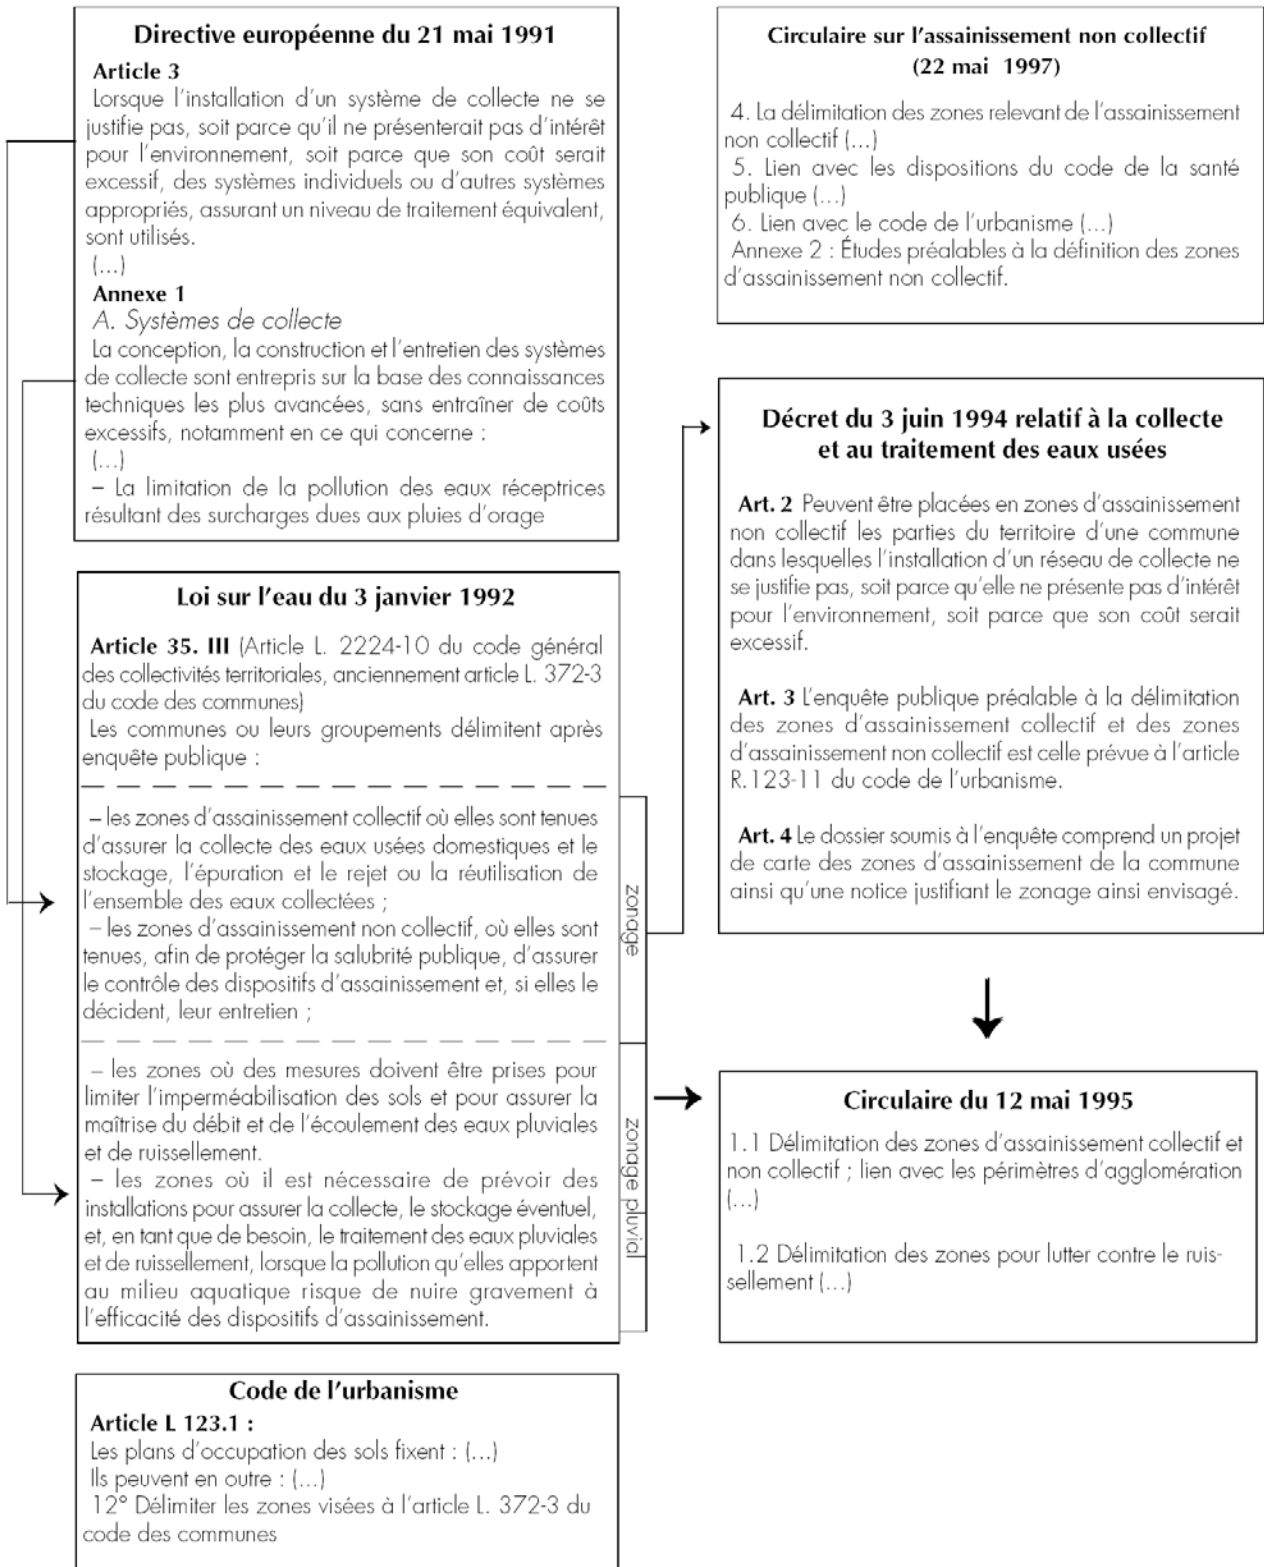 Directive européenne du 21 mai 1991
Article 3
Lorsque l'installation d'un système de collecte ne se
justifie pas, soit parce qu'il ne présenterait pas d'intérêt
pour l'environnement, soit parce que son coût serait
excessif, des systèmes individuels ou d'autres systèmes
appropriés, assurant un niveau de traitement équivalent,
sont utilisés.
(...)
Annexe 1
A. Systèmes de collecte
La conception, la construction et l'entretien des systèmes
de collecte sont entrepris sur la base des connaissances
techniques les plus avancées, sans entraîner de coûts
excessifs, notamment en ce qui concerne :
(...)
– La limitation de la pollution des eaux réceptrices
résultant des surcharges dues aux pluies d'orage
Loi sur l'eau du 3 janvier 1992
Article 35. III (Article L. 2224-10 du code général
des collectivités territoriales, anciennement article L. 372-3
du code des communes)
Les communes ou leurs groupements délimitent après
enquête publique :
– les zones d'assainissement collectif où elles sont tenues
d'assurer la collecte des eaux usées domestiques et le
stockage, l'épuration et le rejet ou la réutilisation de
l'ensemble des eaux collectées ;
– les zones d'assainissement non collectif, où elles sont
tenues, afin de protéger la salubrité publique, d'assurer
le contrôle des dispositifs d'assainissement et, si elles le
décident, leur entretien ;
zonage
– les zones où des mesures doivent être prises pour
limiter l'imperméabilisation des sols et pour assurer la
maîtrise du débit et de l'écoulement des eaux pluviales
et de ruissellement.
– les zones où il est nécessaire de prévoir des
installations pour assurer la collecte, le stockage éventuel,
et, en tant que de besoin, le traitement des eaux pluviales
et de ruissellement, lorsque la pollution qu'elles apportent
au milieu aquatique risque de nuire gravement à
l'efficacité des dispositifs d'assainissement.
zonage pluvial
Code de l'urbanisme
Article L 123.1 :
Les plans d'occupation des sols fixent : (...)
Ils peuvent en outre : (...)
12° Délimiter les zones visées à l'article L. 372-3 du
code des communes
Circulaire sur l'assainissement non collectif
(22 mai 1997)
4. La délimitation des zones relevant de l'assainissement
non collectif (...)
5. Lien avec les dispositions du code de la santé
publique (...)
6. Lien avec le code de l'urbanisme (...)
Annexe 2 : Études préalables à la définition des zones
d'assainissement non collectif.
Décret du 3 juin 1994 relatif à la collecte
et au traitement des eaux usées
Art. 2 Peuvent être placées en zones d'assainissement
non collectif les parties du territoire d'une commune
dans lesquelles l'installation d'un réseau de collecte ne
se justifie pas, soit parce qu'elle ne présente pas d'intérêt
pour l'environnement, soit parce que son coût serait
excessif.
Art. 3 L'enquête publique préalable à la délimitation
des zones d'assainissement collectif et des zones
d'assainissement non collectif est celle prévue à l'article
R.123-11 du code de l'urbanisme.
Art. 4 Le dossier soumis à l'enquête comprend un projet
de carte des zones d'assainissement de la commune
ainsi qu'une notice justifiant le zonage ainsi envisagé.
Circulaire du 12 mai 1995
1.1 Délimitation des zones d'assainissement collectif et
non collectif ; lien avec les périmètres d'agglomération
(...)
1.2 Délimitation des zones pour lutter contre le ruis-
sellement (...)